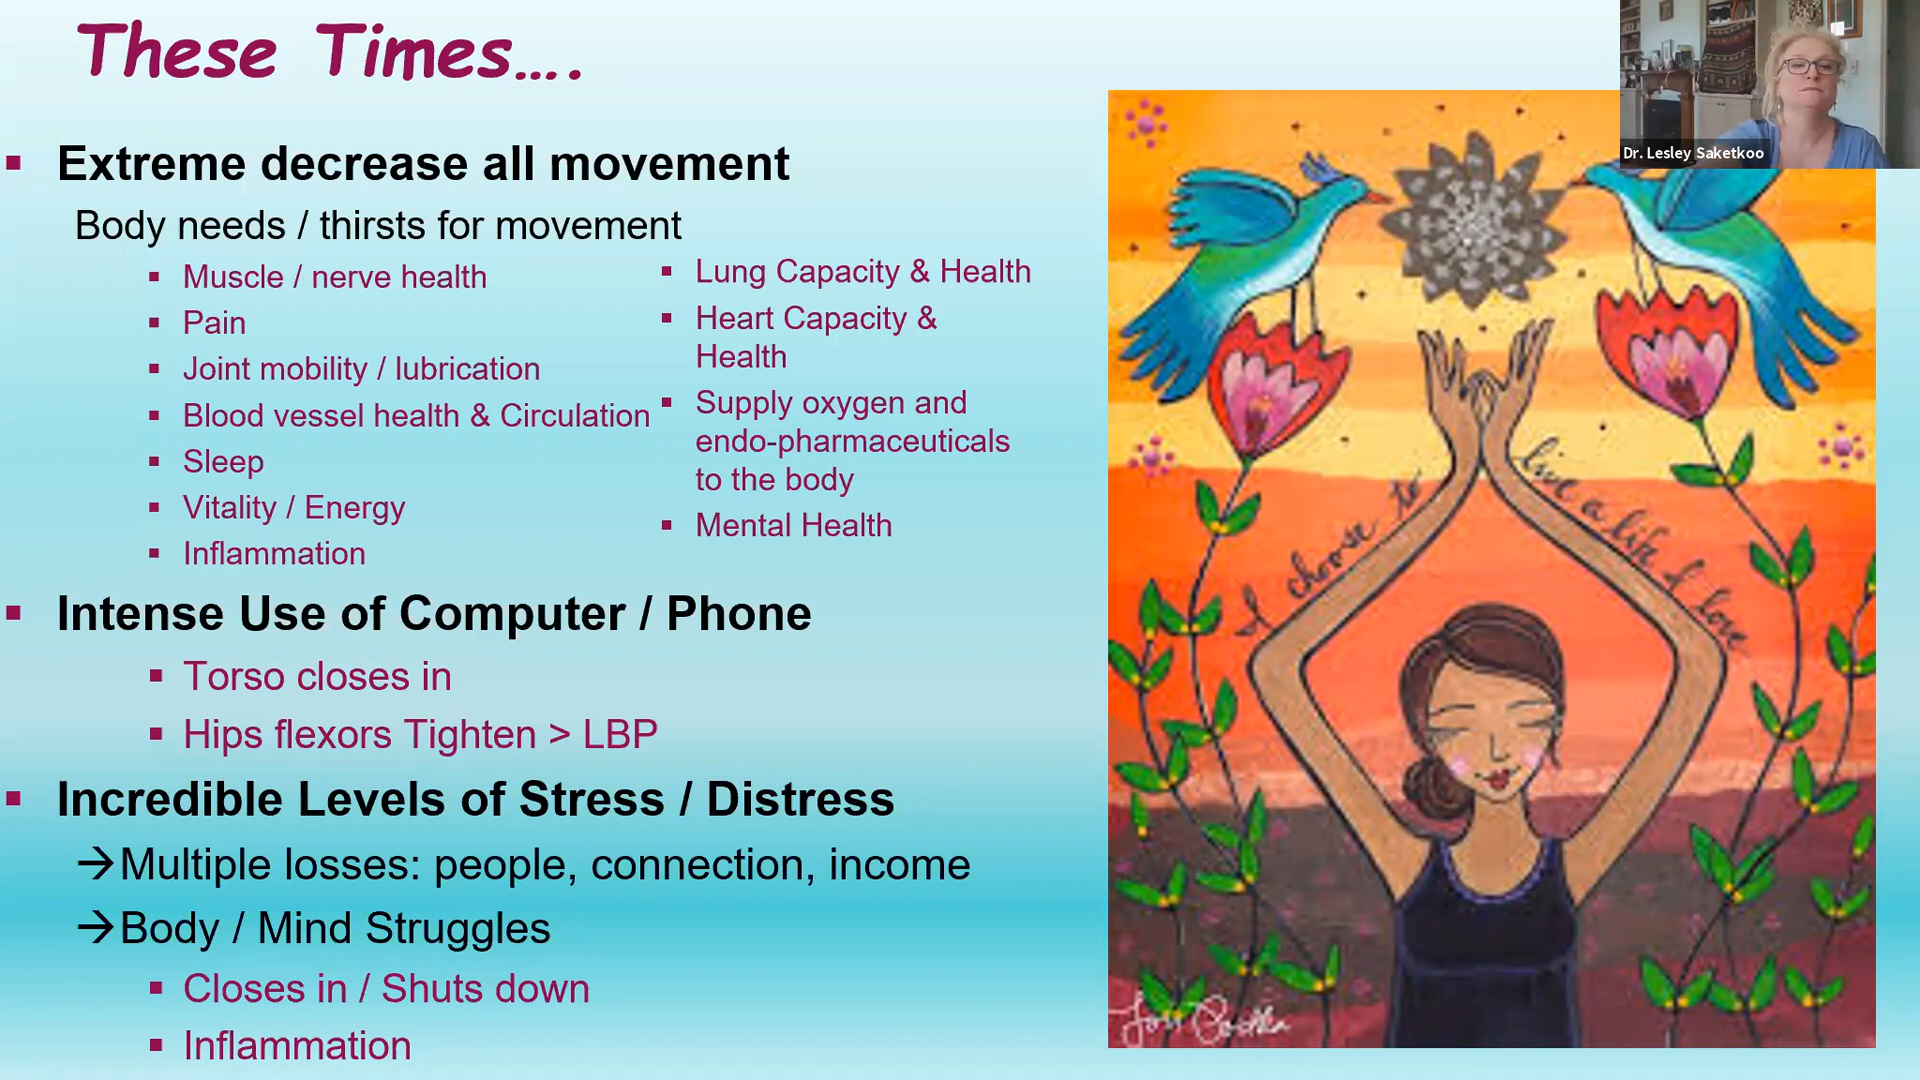 These Times….
Dr. Lesley Saketkoo
Extreme decrease all movement
Body needs / thirsts for movement
Muscle / nerve health
Pain
Joint mobility / lubrication
Blood vessel health & Circulation
Sleep
Vitality / Energy
Inflammation
Lung Capacity & Health
Heart Capacity &
Health
Supply oxygen and
endo-pharmaceuticals
to the body
Mental Health
Intense Use of Computer / Phone
Torso closes in
Hips flexors Tighten > LBP
Incredible Levels of Stress / Distress
→Multiple losses: people, connection, income
→Body / Mind Struggles
Closes in / Shuts down
Inflammation
I choose to
live a life of love